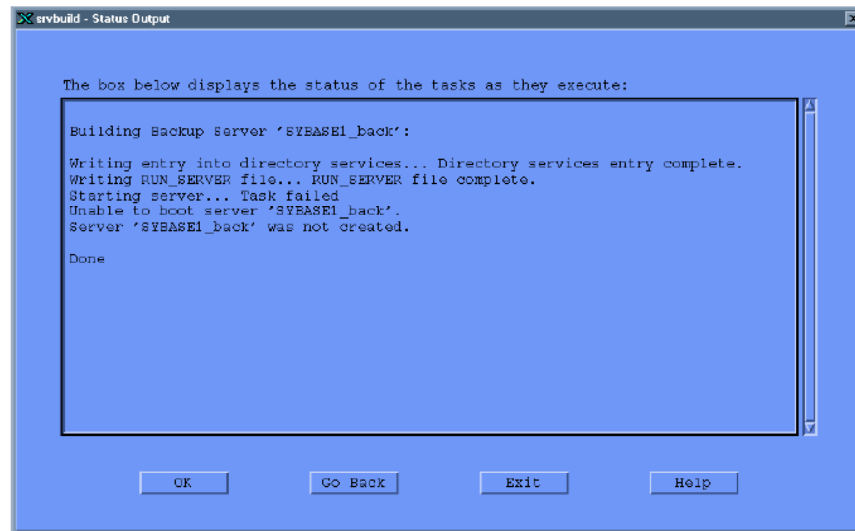 srvbuild - Status Output
The box below displays the status of the tasks as they execute:
Building Backup Server 'SYBASE1_back':
Writing entry into directory services... Directory services entry complete.
Writing RUN_SERVER file... RUN_SERVER file complete.
Starting server... Task failed
Unable to boot server 'SYBASE1_back'.
Server 'SYBASE1_back' was not created.
Done
OK
Go Back
Exit
Help